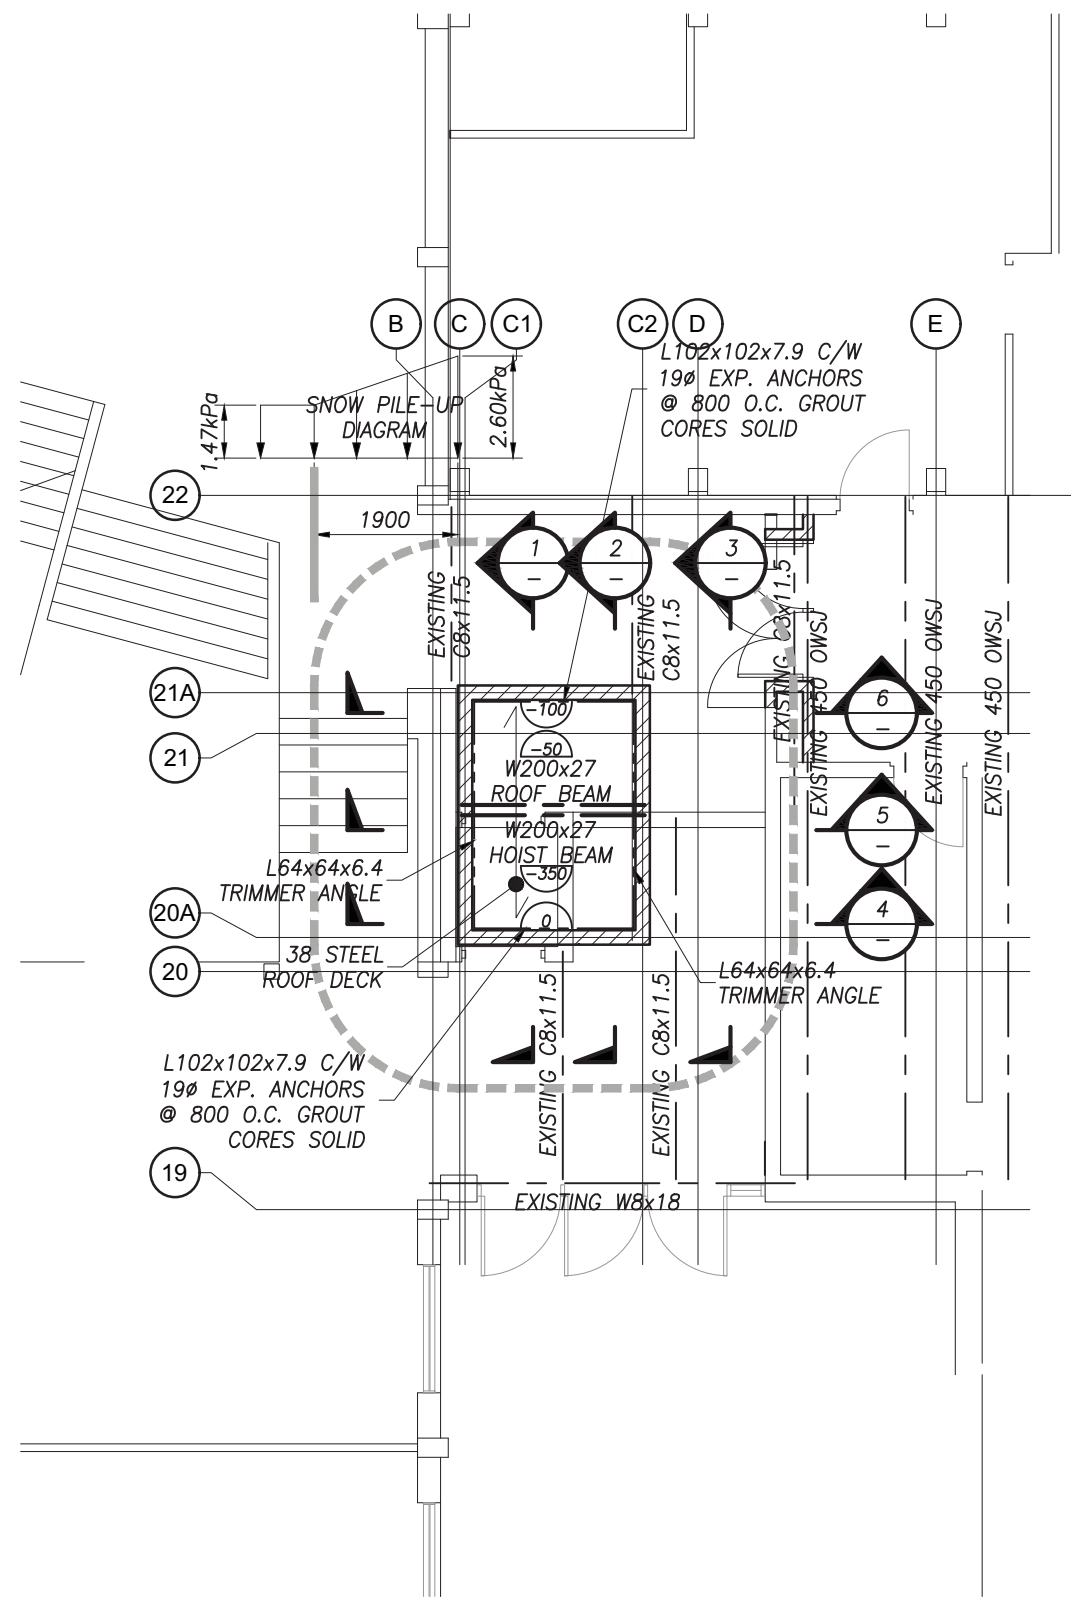 B
C
C1
C2
D
E
L102x102x7.9 C/W
19ø EXP. ANCHORS
@ 800 O.C. GROUT
CORES SOLID
1.47kPa
SNOW PILE-UP
DIAGRAM
2.60kPa
22
1900
1
–
2
–
3
–
EXISTING
C8x11.5
EXISTING
C8x11.5
EXISTING C8x11.5
EXISTING 450 OWSJ
EXISTING 450 OWSJ
EXISTING 450 OWSJ
21A
6
–
-100
21
-50
W200x27
ROOF BEAM
5
–
W200x27
HOIST BEAM
L64x64x6.4
TRIMMER ANGLE
-350
20A
4
–
0
38 STEEL
ROOF DECK
20
L64x64x6.4
TRIMMER ANGLE
EXISTING C8x11.5
EXISTING C8x11.5
L102x102x7.9 C/W
19ø EXP. ANCHORS
@ 800 O.C. GROUT
CORES SOLID
19
EXISTING W8x18